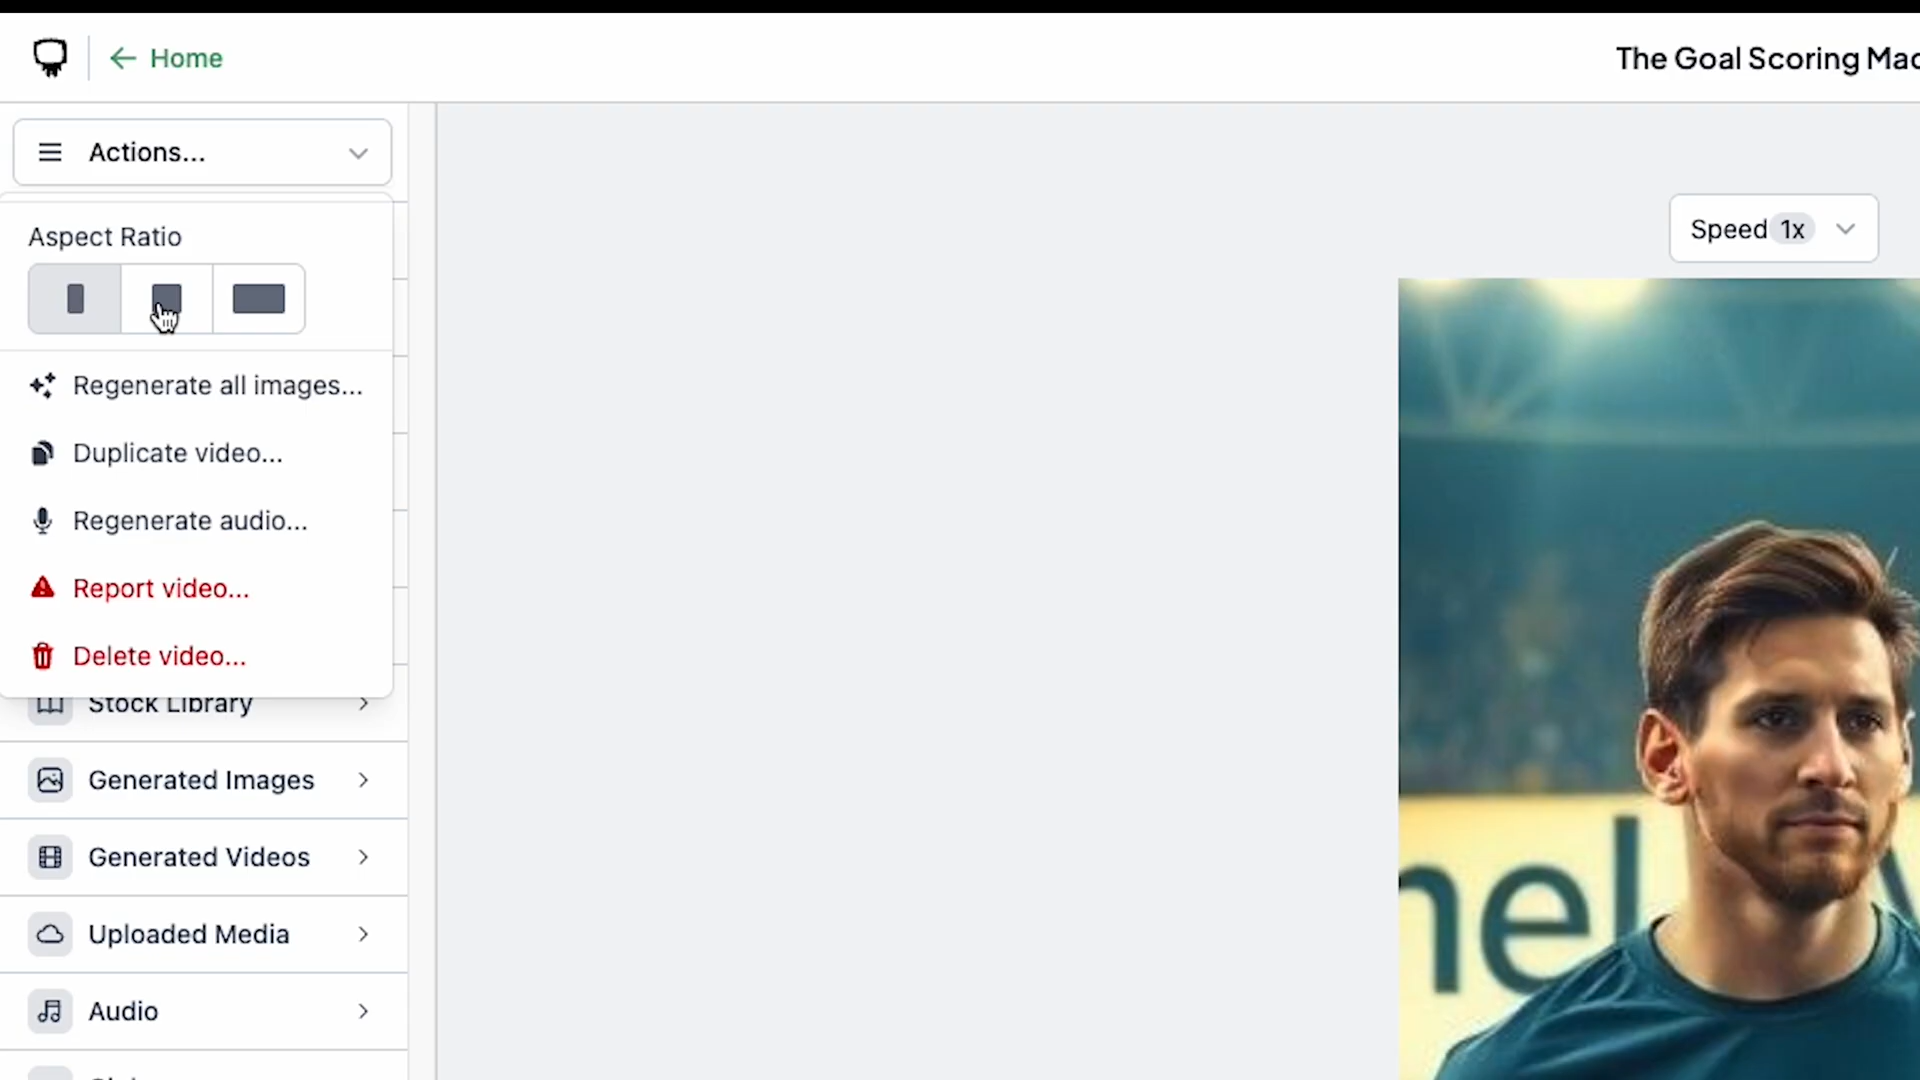 Home
The Goal Scoring Mac
Actions...
Aspect Ratio
Speed 1x
Regenerate all images...
Duplicate video...
Regenerate audio...
Report video...
Delete video...
Stock Library
Generated Images
Generated Videos
Uploaded Media
Audio
nel